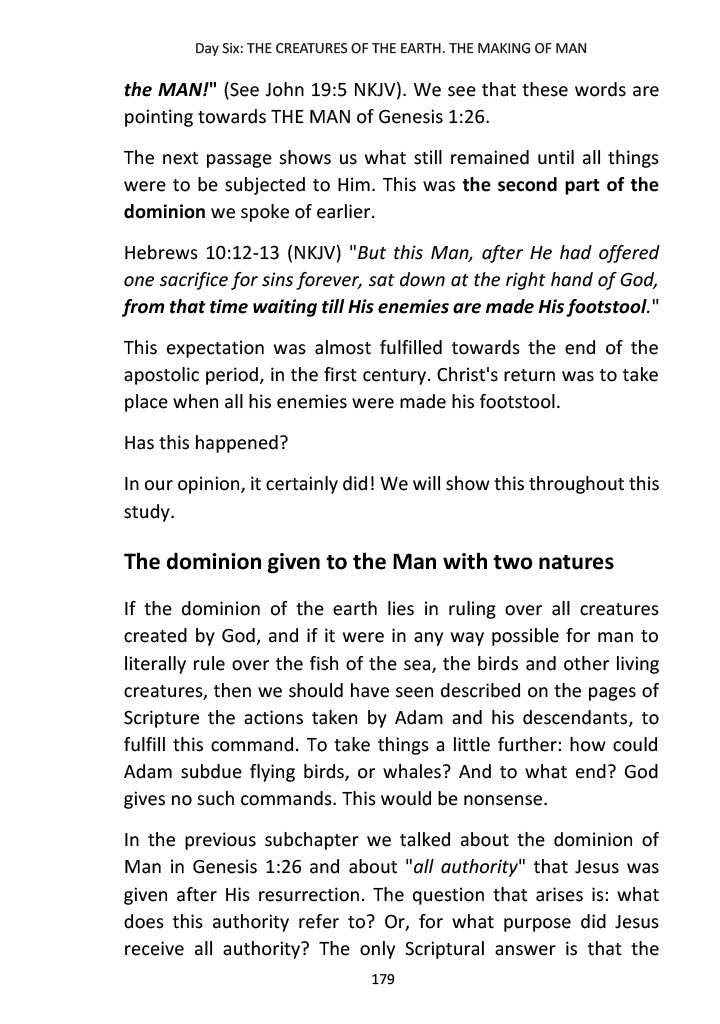 Day Six: THE CREATURES OF THE EARTH. THE MAKING OF MAN
the MAN!" (See John 19:5 NKJV). We see that these words are
pointing towards THE MAN of Genesis 1:26.
The next passage shows us what still remained until all things
were to be subjected to Him. This was the second part of the
dominion we spoke of earlier.
Hebrews 10:12-13 (NKJV) "But this Man, after He had offered
one sacrifice for sins forever, sat down at the right hand of God,
from that time waiting till His enemies are made His footstool."
This expectation was almost fulfilled towards the end of the
apostolic period, in the first century. Christ's return was to take
place when all his enemies were made his footstool.
Has this happened?
In our opinion, it certainly did! We will show this throughout this
study.
The dominion given to the Man with two natures
If the dominion of the earth lies in ruling over all creatures
created by God, and if it were in any way possible for man to
literally rule over the fish of the sea, the birds and other living
creatures, then we should have seen described on the pages of
Scripture the actions taken by Adam and his descendants, to
fulfill this command. To take things a little further: how could
Adam subdue flying birds, or whales? And to what end? God
gives no such commands. This would be nonsense.
In the previous subchapter we talked about the dominion of
Man in Genesis 1:26 and about "all authority" that Jesus was
given after His resurrection. The question that arises is: what
does this authority refer to? Or, for what purpose did Jesus
receive all authority? The only Scriptural answer is that the
179